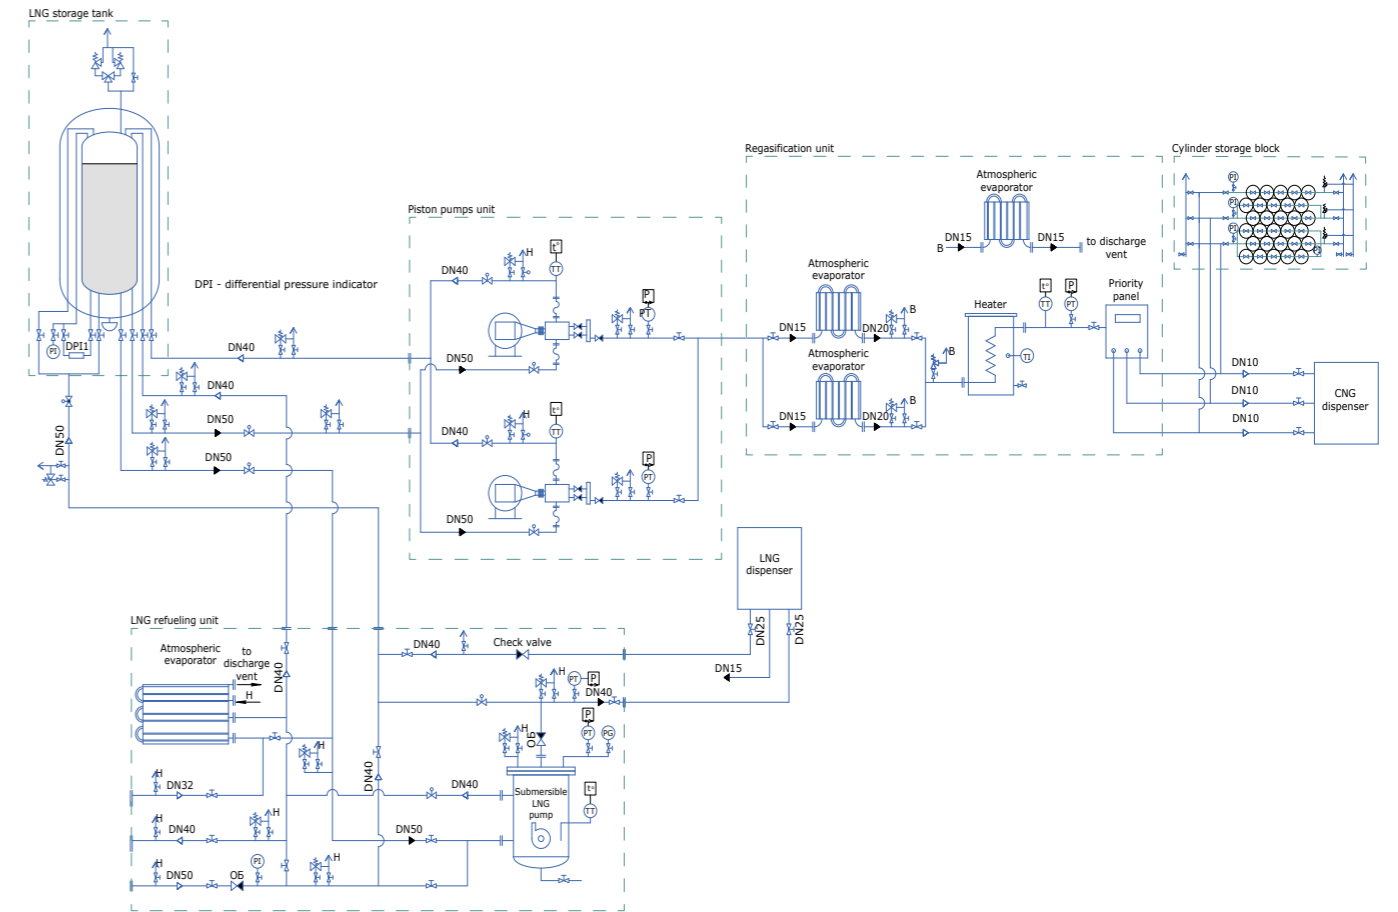 LNG storage tank
PI
DPI1
DN50
DPI - differential pressure indicator
DN40
DN40
DN50
DN50
Piston pumps unit
H
t°
TT
DN40
P
PT
DN50
H
t°
TT
DN40
P
PT
DN50
Regasification unit
Atmospheric
evaporator
DN15
DN15
B
to discharge
vent
Atmospheric
evaporator
DN15
DN20
B
Atmospheric
evaporator
DN15
DN20
B
B
Heater
TI
t°
TT
P
PT
Priority
panel
Cylinder storage block
PI
PI
PI
PI
DN10
DN10
DN10
CNG
dispenser
LNG
dispenser
DN25
DN25
DN15
LNG refueling unit
Atmospheric
evaporator
to
discharge
vent
H
DN40
DN40
Check valve
H
PT
P
DN40
H
ОБ
P
PT
PG
H
DN40
DN40
Submersible
LNG
pump
t°
TT
H
DN32
H
DN40
H
DN50
H
DN50
ОБ
PI
H